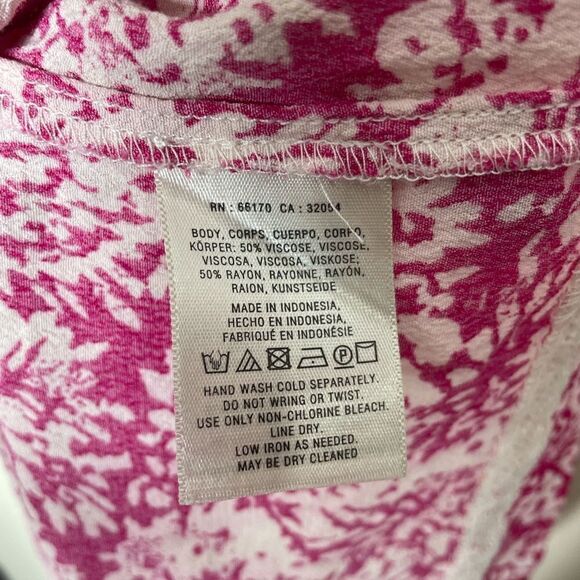 RN : 66170 CA : 32054
BODY, CORPS, CUERPO, CORPO,
KÖRPER: 50% VISCOSE, VISCOSE,
VISCOSA, VISCOSA, VISKOSE;
50% RAYON, RAYONNE, RAYÓN,
RAION, KUNSTSEIDE
MADE IN INDONESIA,
HECHO EN INDONESIA,
FABRIQUÉ EN INDONÉSIE
HAND WASH COLD SEPARATELY.
DO NOT WRING OR TWIST.
USE ONLY NON-CHLORINE BLEACH.
LINE DRY.
LOW IRON AS NEEDED.
MAY BE DRY CLEANED